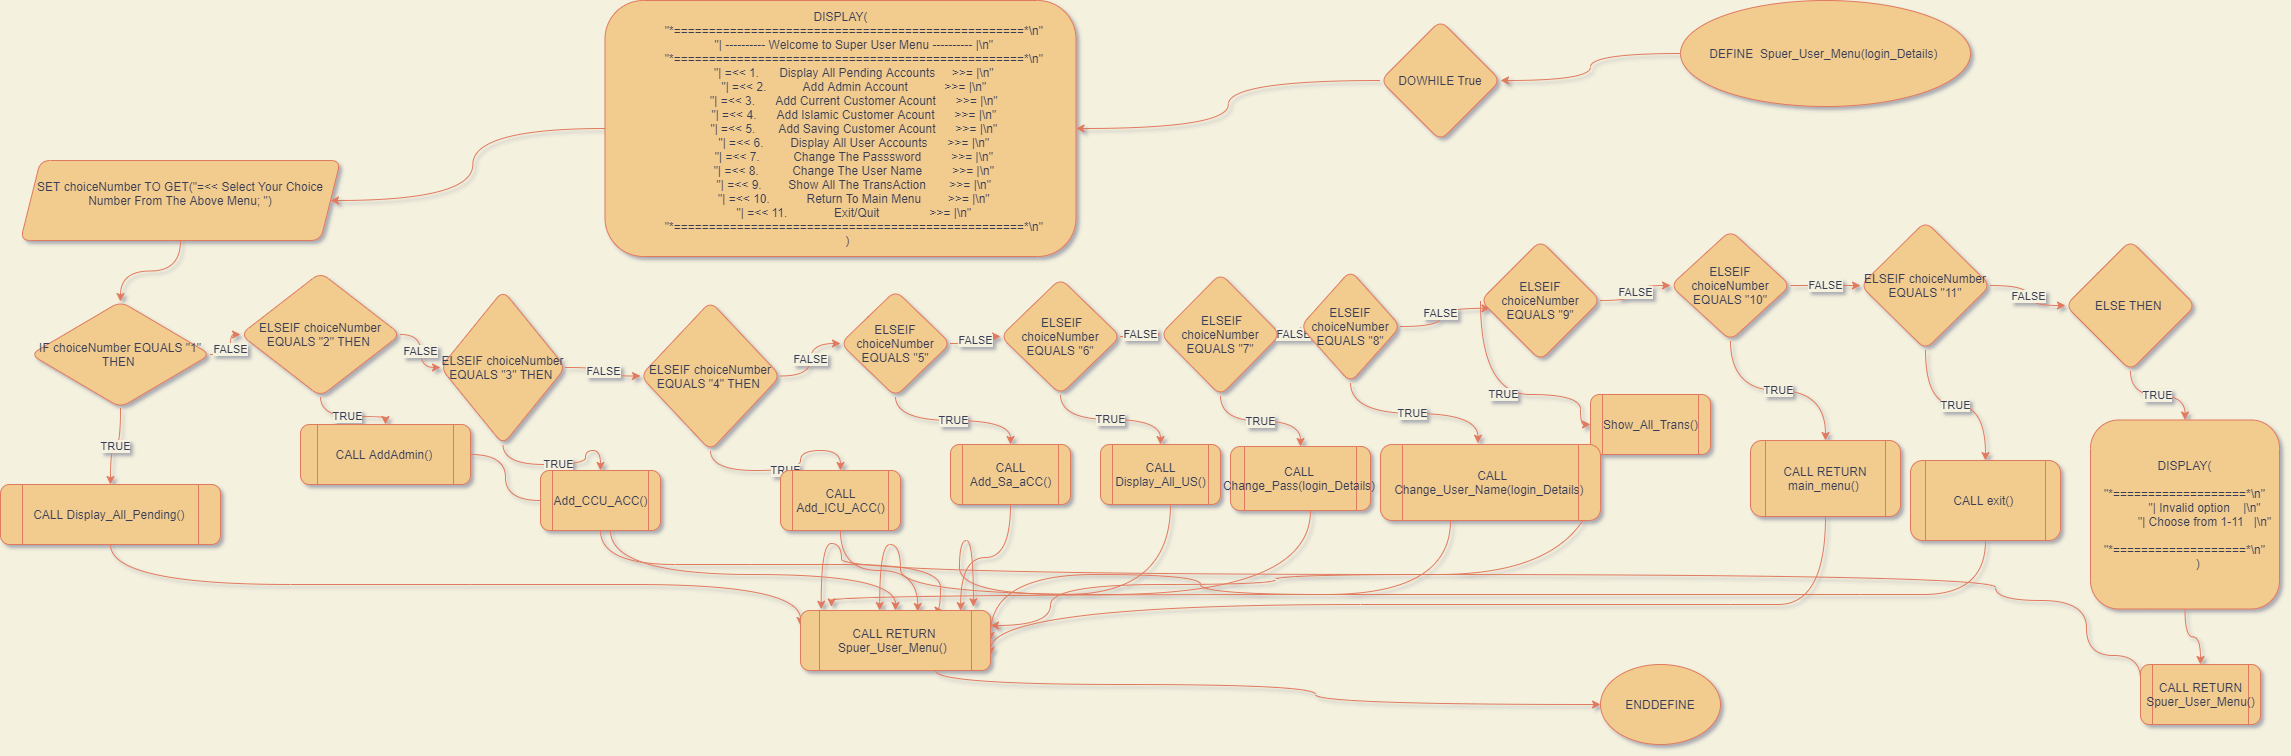 DEFINE  Spuer_User_Menu(login_Details)
DOWHILE True
DISPLAY(
"*==================================================*\n"
"| ---------- Welcome to Super User Menu ---------- |\n"
"*==================================================*\n"
"| =<< 1.      Display All Pending Accounts     >>= |\n"
"| =<< 2.           Add Admin Account           >>= |\n"
"| =<< 3.      Add Current Customer Acount      >>= |\n"
"| =<< 4.      Add Islamic Customer Acount      >>= |\n"
"| =<< 5.      Add Saving Customer Acount      >>= |\n"
"| =<< 6.        Display All User Accounts      >>= |\n"
"| =<< 7.          Change The Passsword         >>= |\n"
"| =<< 8.          Change The User Name         >>= |\n"
"| =<< 9.        Show All The TransAction       >>= |\n"
"| =<< 10.           Return To Main Menu        >>= |\n"
"| =<< 11.              Exit/Quit               >>= |\n"
"*==================================================*\n"
)
SET choiceNumber TO GET("=<< Select Your Choice
Number From The Above Menu; ")
IF choiceNumber EQUALS "1"
THEN
FALSE
TRUE
CALL Display_All_Pending()
ELSEIF choiceNumber
EQUALS "2" THEN
FALSE
TRUE
CALL AddAdmin()
ELSEIF choiceNumber
EQUALS "3" THEN
FALSE
TRUE
Add_CCU_ACC()
ELSEIF choiceNumber
EQUALS "4" THEN
FALSE
TRUE
CALL
Add_ICU_ACC()
ELSEIF
choiceNumber
EQUALS "5"
FALSE
TRUE
CALL
Add_Sa_aCC()
ELSEIF
choiceNumber
EQUALS "6"
FALSE
TRUE
CALL
Display_All_US()
ELSEIF
choiceNumber
EQUALS "7"
FALSE
TRUE
CALL
Change_Pass(login_Details)
ELSEIF
choiceNumber
EQUALS "8"
FALSE
TRUE
CALL
Change_User_Name(login_Details)
ELSEIF
choiceNumber
EQUALS "9"
FALSE
TRUE
Show_All_Trans()
ELSEIF
choiceNumber
EQUALS "10"
FALSE
TRUE
CALL RETURN
main_menu()
ELSEIF choiceNumber
EQUALS "11"
FALSE
TRUE
CALL exit()
ELSE THEN
TRUE
DISPLAY(
"*===================*\n"
"| Invalid option    |\n"
"| Choose from 1-11   |\n"
"*===================*\n"
)
CALL RETURN
Spuer_User_Menu()
CALL RETURN
Spuer_User_Menu()
ENDDEFINE